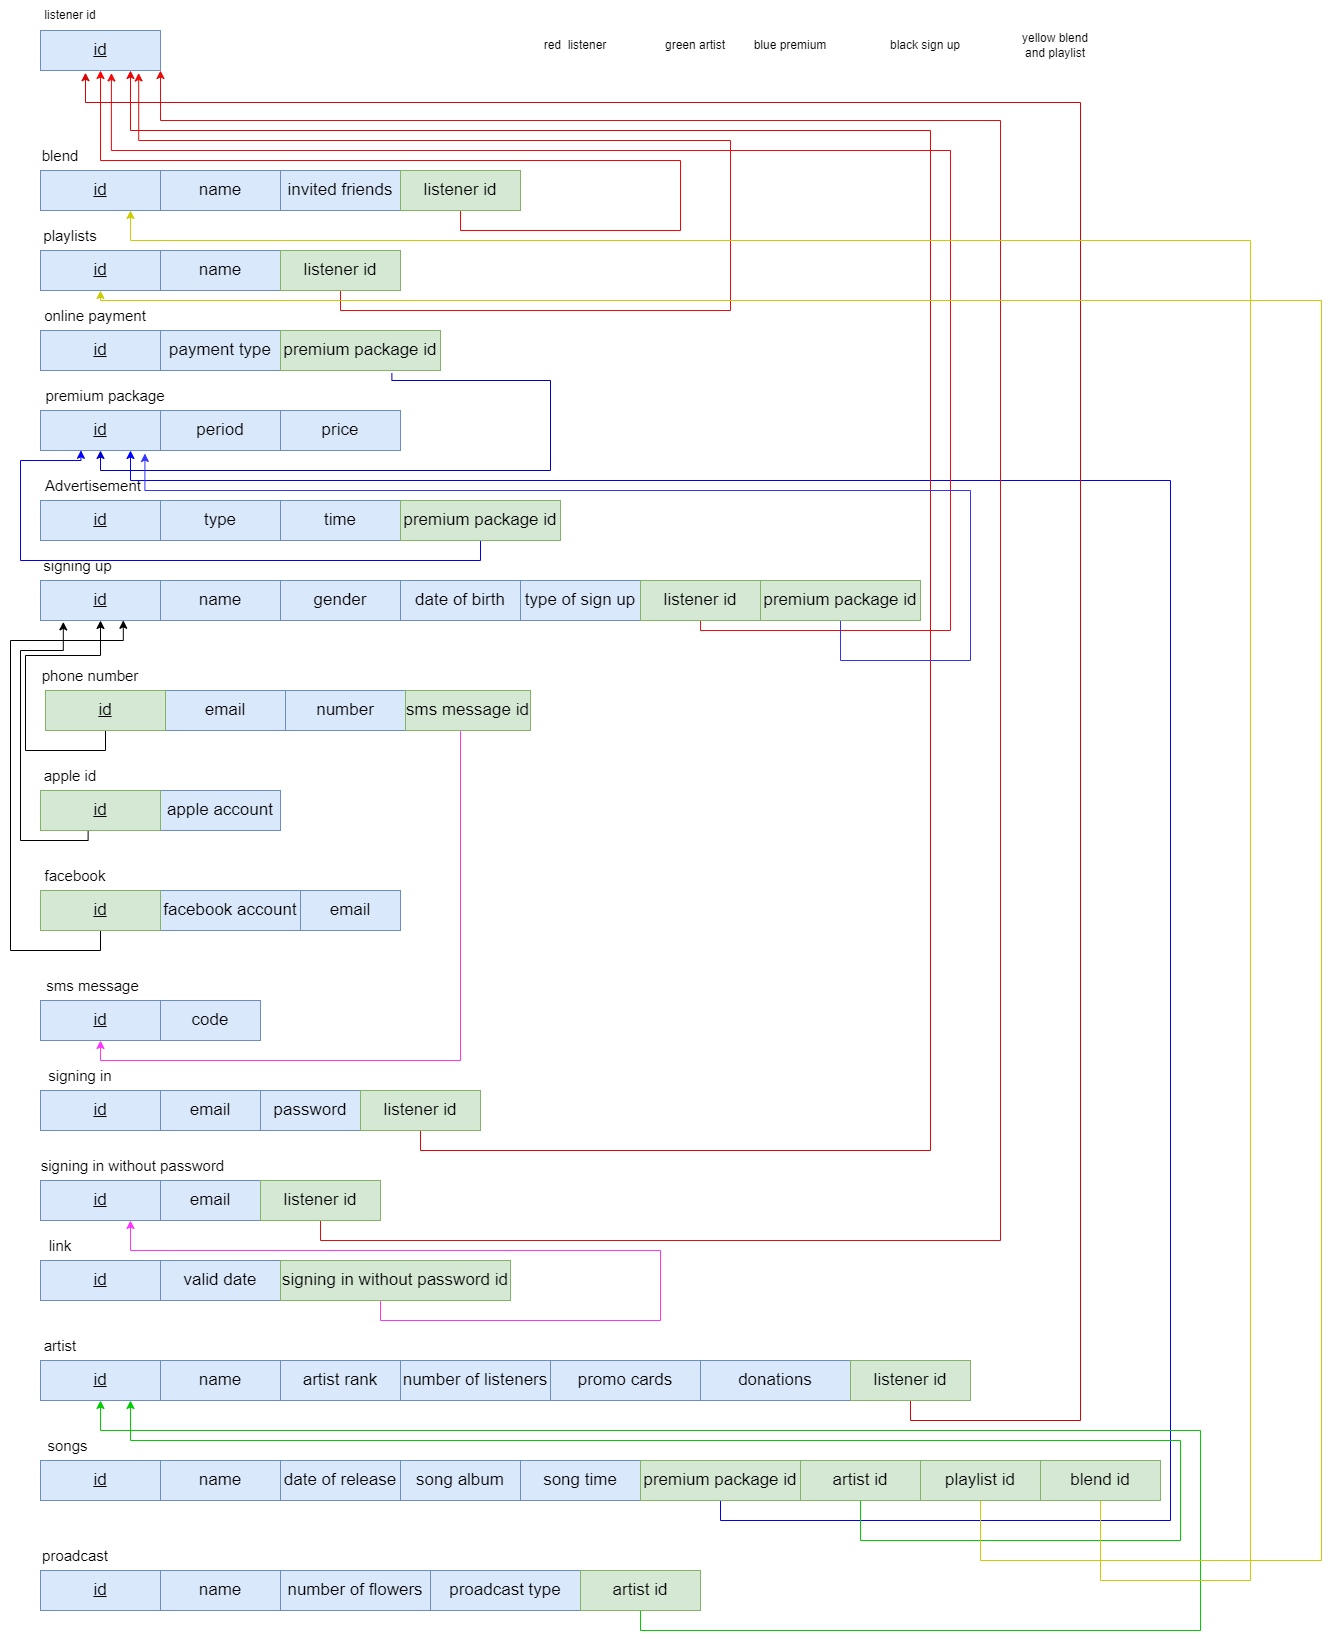 listener id
id
red listener
green artist
blue premium
black sign up
yellow blend
and playlist
blend
id name invited friends listener id
playlists
id name listener id
online payment
id payment type premium package id
premium package
id period price
Advertisement
id type time premium package id
signing up
id name gender date of birth type of sign up listener id premium package id
phone number
id email number sms message id
apple id
id apple account
facebook
id facebook account email
sms message
id code
signing in
id email password listener id
signing in without password
id email listener id
link
id valid date signing in without password id
artist
id name artist rank number of listeners promo cards donations listener id
songs
id name date of release song album song time premium package id artist id playlist id blend id
proadcast
id name number of flowers proadcast type artist id